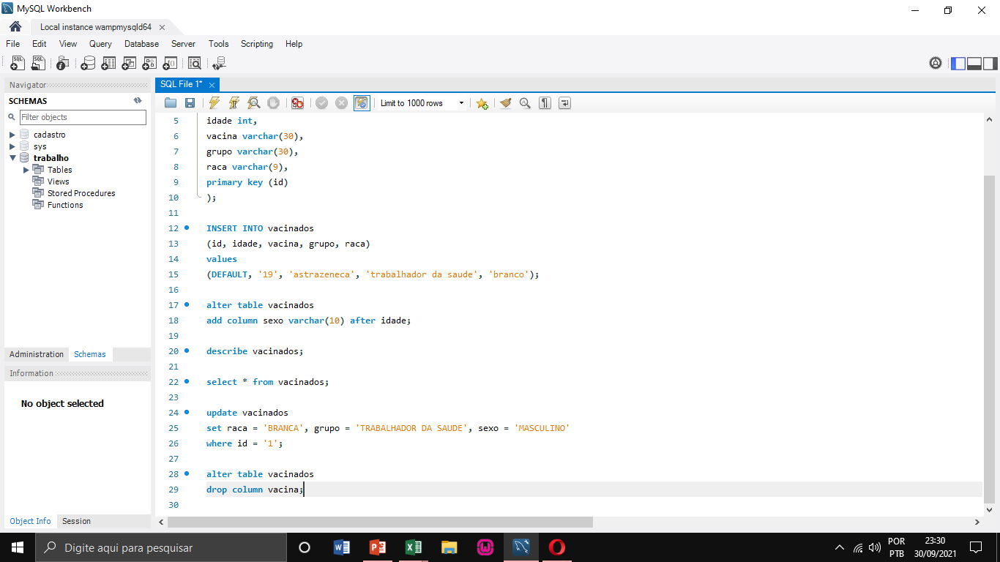 MySQL Workbench
Local instance wampmysqld64
File Edit View Query Database Server Tools Scripting Help
Navigator
SCHEMAS
Filter objects
cadastro
sys
trabalho
Tables
Views
Stored Procedures
Functions
Administration Schemas
Information
No object selected
Object Info Session
SQL File 1*
Limit to 1000 rows
5 idade int,
6 vacina varchar(30),
7 grupo varchar(30),
8 raca varchar(9),
9 primary key (id)
10 );
11
12 INSERT INTO vacinados
13 (id, idade, vacina, grupo, raca)
14 values
15 (DEFAULT, '19', 'astrazeneca', 'trabalhador da saude', 'branco');
16
17 alter table vacinados
18 add column sexo varchar(10) after idade;
19
20 describe vacinados;
21
22 select * from vacinados;
23
24 update vacinados
25 set raca = 'BRANCA', grupo = 'TRABALHADOR DA SAUDE', sexo = 'MASCULINO'
26 where id = '1';
27
28 alter table vacinados
29 drop column vacina;
30
Digite aqui para pesquisar
POR
PTB
23:30
30/09/2021